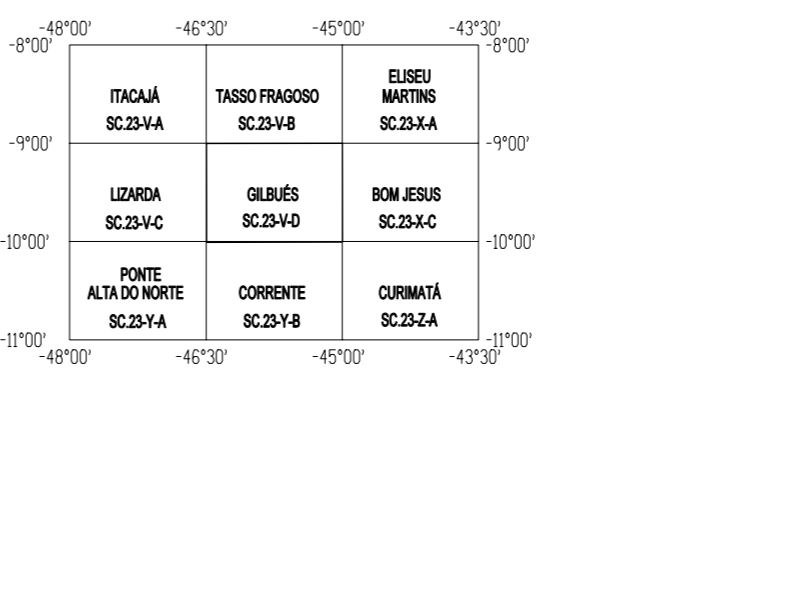 -48°00' -46°30' -45°00' -43°30'
-8°00' -8°00'
ELISEU
ITACAJÁ TASSO FRAGOSO MARTINS
SC.23-V-A SC.23-V-B SC.23-X-A
-9°00' -9°00'
LIZARDA GILBUÉS BOM JESUS
SC.23-V-C SC.23-V-D SC.23-X-C
-10°00' -10°00'
PONTE
ALTA DO NORTE CORRENTE CURIMATÁ
SC.23-Y-A SC.23-Y-B SC.23-Z-A
-11°00' -11°00'
-48°00' -46°30' -45°00' -43°30'